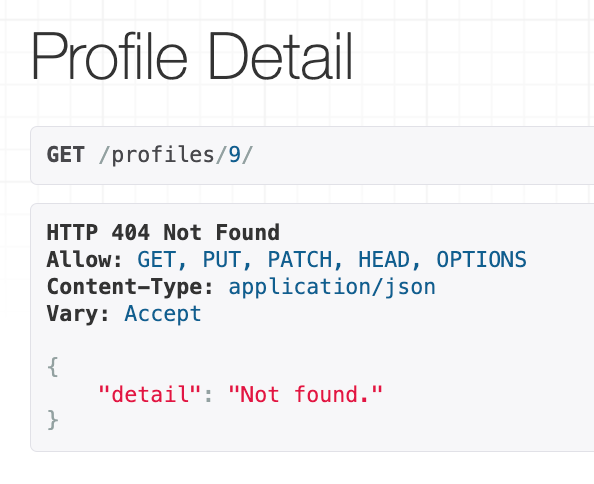 Profile Detail
GET /profiles/9/
HTTP 404 Not Found
Allow: GET, PUT, PATCH, HEAD, OPTIONS
Content-Type: application/json
Vary: Accept
{
    "detail": "Not found."
}